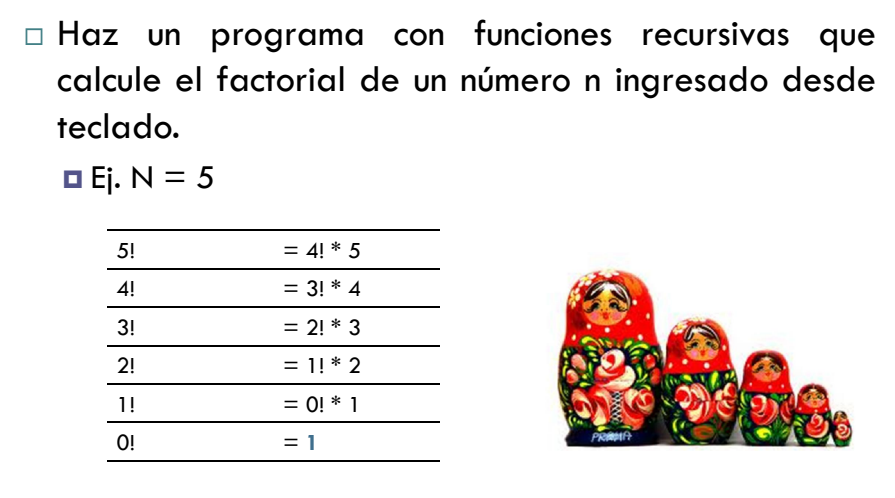 Haz un programa con funciones recursivas que
calcule el factorial de un número n ingresado desde
teclado.
Ej. N = 5
5! = 4! * 5
4! = 3! * 4
3! = 2! * 3
2! = 1! * 2
1! = 0! * 1
0! = 1